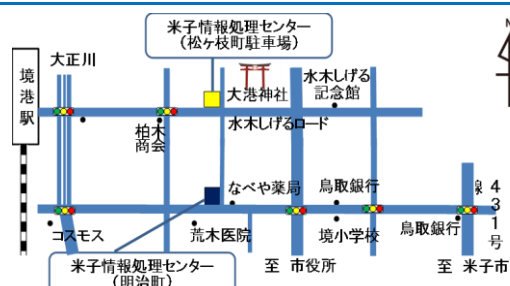 米子情報処理センター
（松ヶ枝町駐車場）
大正川
N
境港駅
水木しげる
記念館
大港神社
水木しげるロード
柏木
商会
なべや薬局
鳥取銀行
線
431号
コスモス
荒木医院
境小学校
鳥取銀行
米子情報処理センター
（明治町）
至 市役所
至 米子市